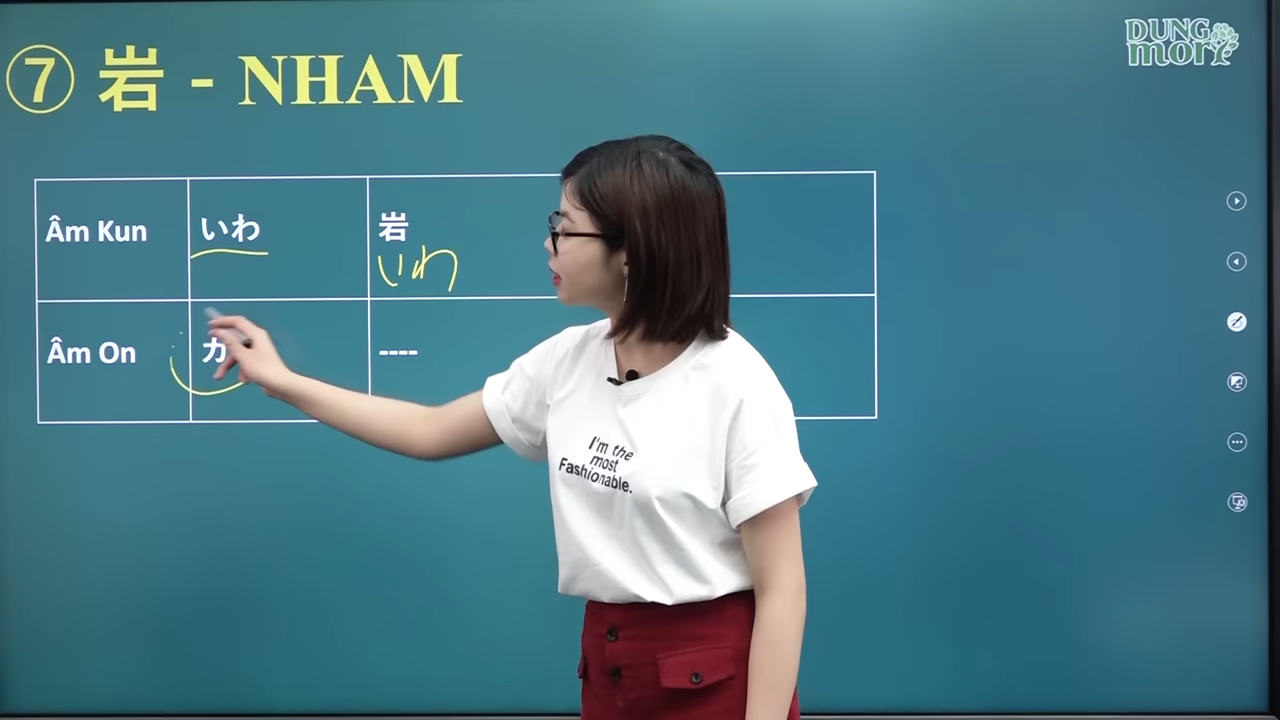 ⑦ 岩 - NHAM
DUNG
mori
Âm Kun いわ 岩
いわ
Âm On
----
I'm the
most
Fashionable.